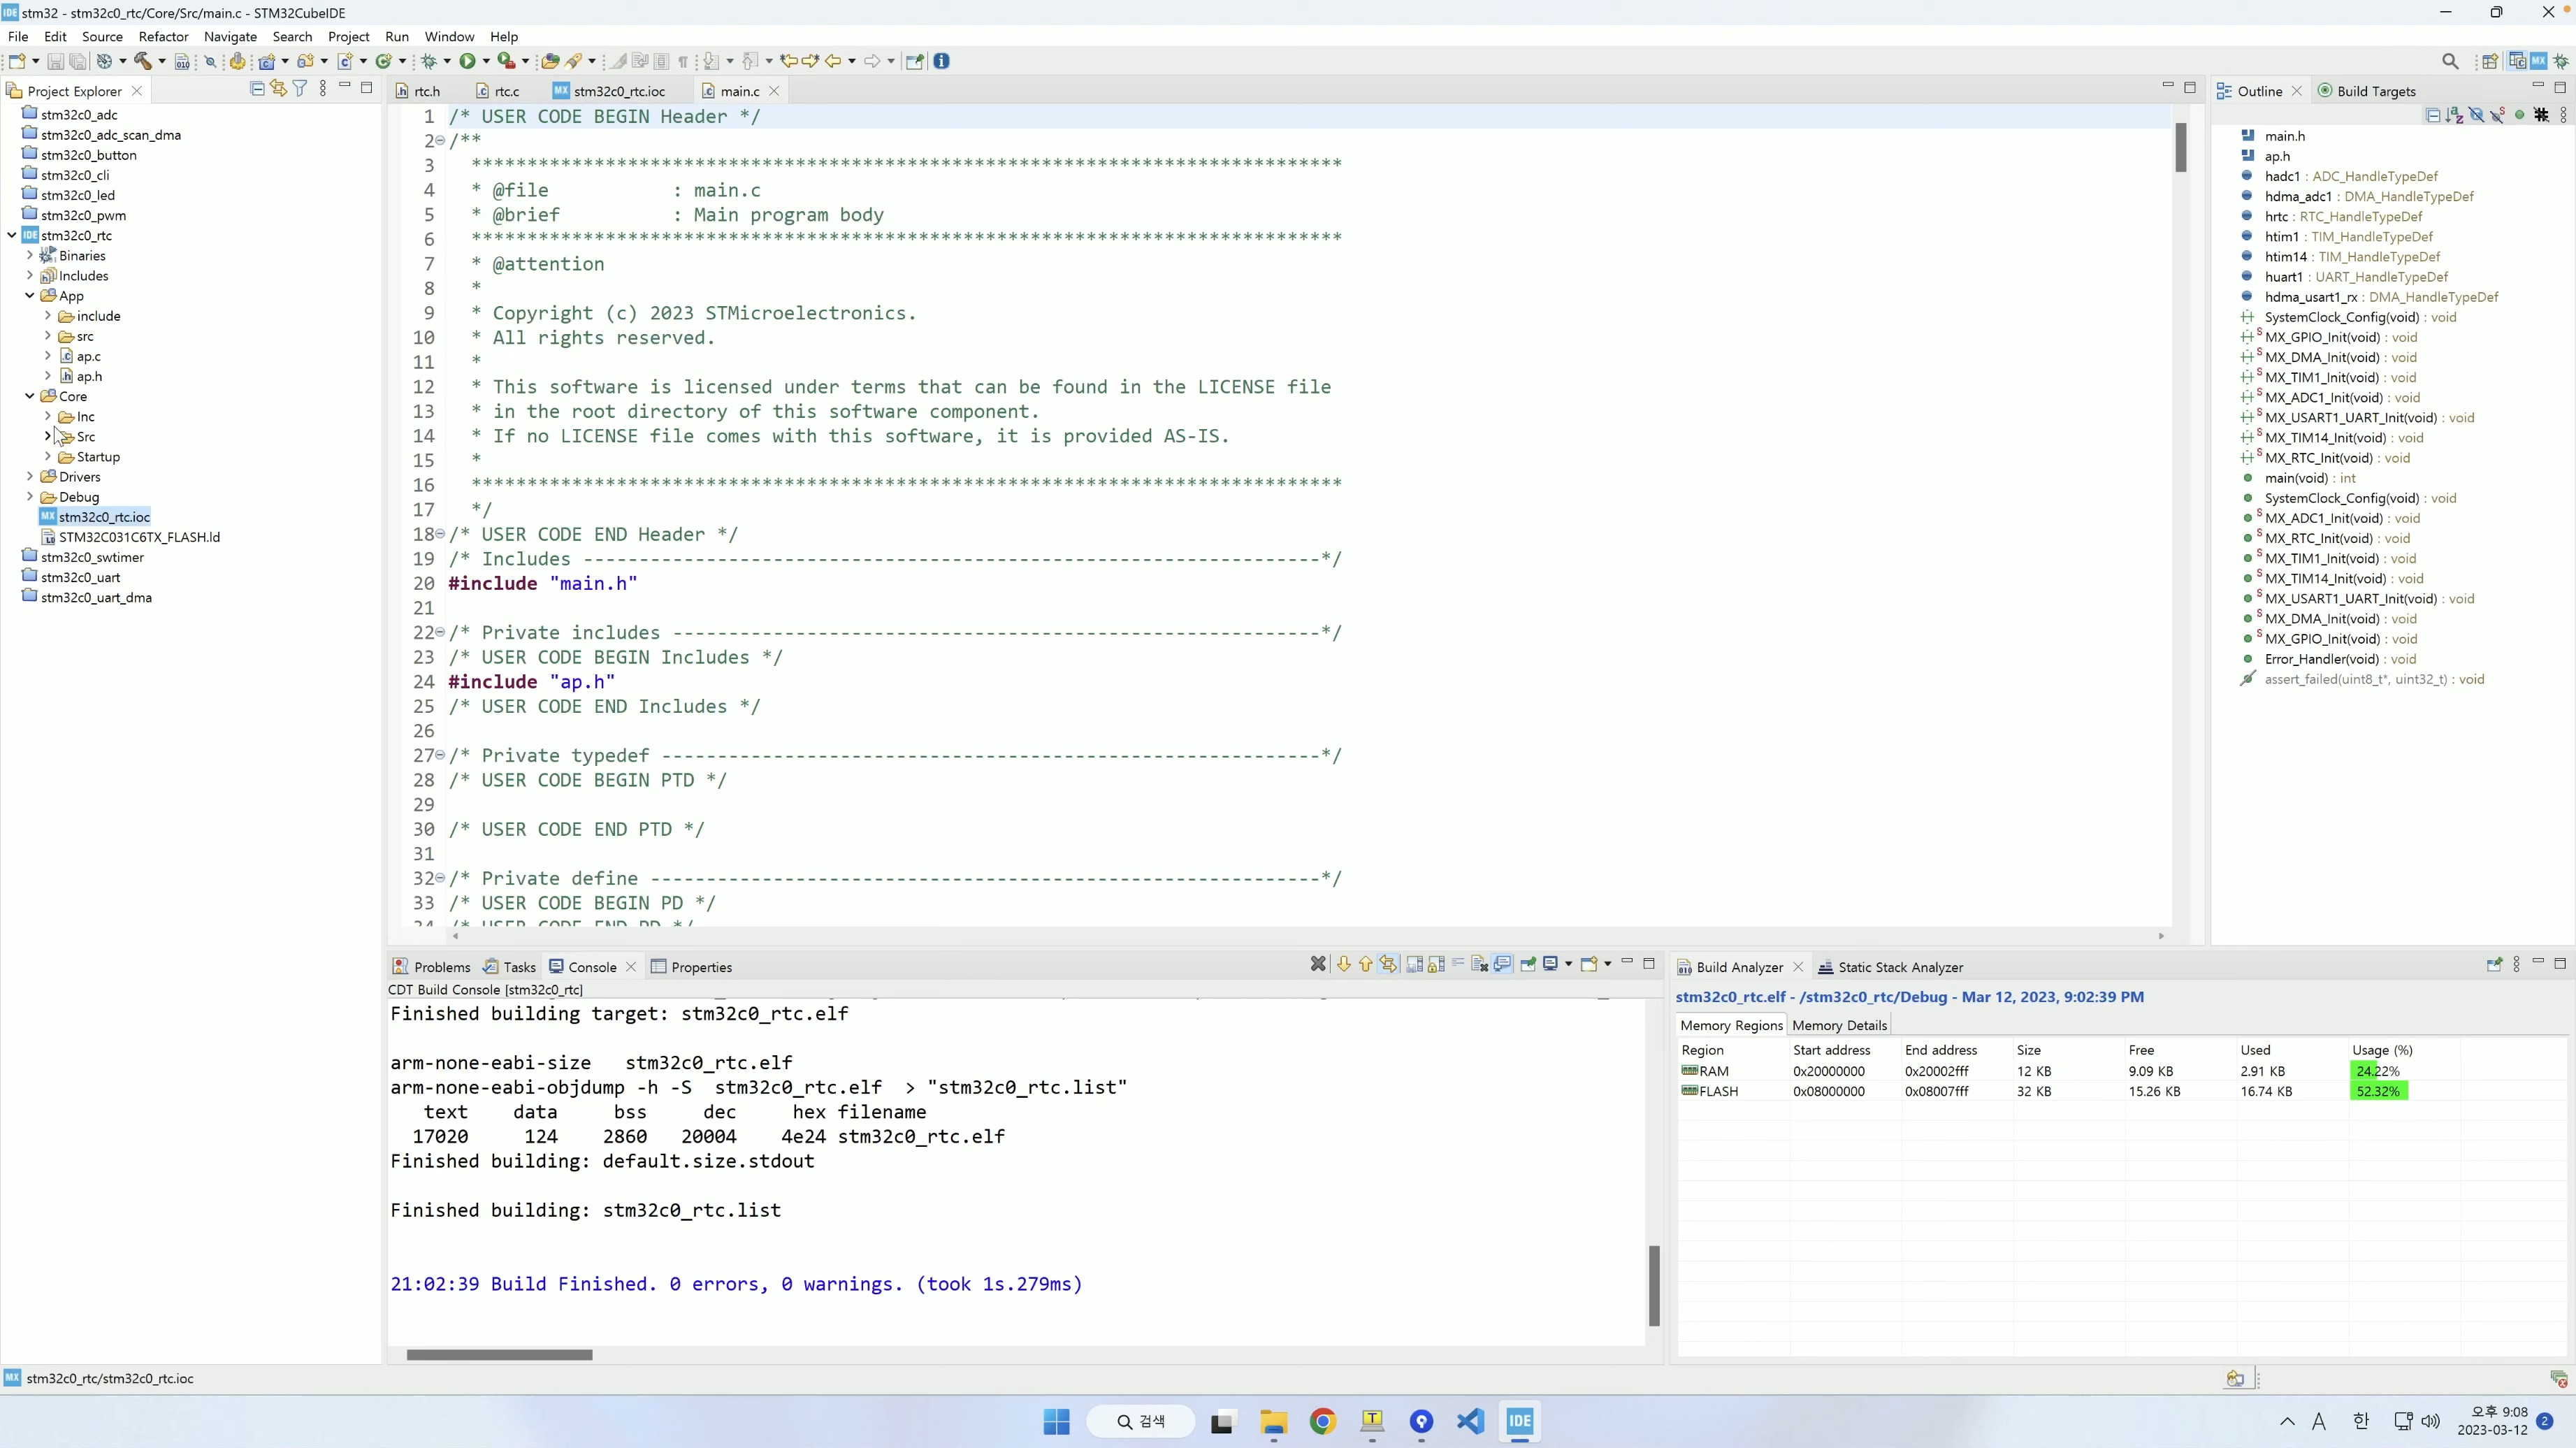 IDE stm32 - stm32c0_rtc/Core/Src/main.c - STM32CubeIDE
File Edit Source Refactor Navigate Search Project Run Window Help
Project Explorer
stm32c0_adc
stm32c0_adc_scan_dma
stm32c0_button
stm32c0_cli
stm32c0_led
stm32c0_pwm
IDE stm32c0_rtc
Binaries
Includes
App
include
src
ap.c
ap.h
Core
Inc
Src
Startup
Drivers
Debug
MX stm32c0_rtc.ioc
STM32C031C6TX_FLASH.ld
stm32c0_swtimer
stm32c0_uart
stm32c0_uart_dma
rtc.h rtc.c MX stm32c0_rtc.ioc main.c
1 /* USER CODE BEGIN Header */
2 /**
3 ******************************************************************************
4 * @file : main.c
5 * @brief : Main program body
6 ******************************************************************************
7 * @attention
8 *
9 * Copyright (c) 2023 STMicroelectronics.
10 * All rights reserved.
11 *
12 * This software is licensed under terms that can be found in the LICENSE file
13 * in the root directory of this software component.
14 * If no LICENSE file comes with this software, it is provided AS-IS.
15 *
16 ******************************************************************************
17 */
18 /* USER CODE END Header */
19 /* Includes ------------------------------------------------------------------*/
20 #include "main.h"
21
22 /* Private includes ----------------------------------------------------------*/
23 /* USER CODE BEGIN Includes */
24 #include "ap.h"
25 /* USER CODE END Includes */
26
27 /* Private typedef -----------------------------------------------------------*/
28 /* USER CODE BEGIN PTD */
29
30 /* USER CODE END PTD */
31
32 /* Private define ------------------------------------------------------------*/
33 /* USER CODE BEGIN PD */
34 /* USER CODE END PD */
Outline Build Targets
main.h
ap.h
hadc1 : ADC_HandleTypeDef
hdma_adc1 : DMA_HandleTypeDef
hrtc : RTC_HandleTypeDef
htim1 : TIM_HandleTypeDef
htim14 : TIM_HandleTypeDef
huart1 : UART_HandleTypeDef
hdma_usart1_rx : DMA_HandleTypeDef
SystemClock_Config(void) : void
MX_GPIO_Init(void) : void
MX_DMA_Init(void) : void
MX_TIM1_Init(void) : void
MX_ADC1_Init(void) : void
MX_USART1_UART_Init(void) : void
MX_TIM14_Init(void) : void
MX_RTC_Init(void) : void
main(void) : int
SystemClock_Config(void) : void
MX_ADC1_Init(void) : void
MX_RTC_Init(void) : void
MX_TIM1_Init(void) : void
MX_TIM14_Init(void) : void
MX_USART1_UART_Init(void) : void
MX_DMA_Init(void) : void
MX_GPIO_Init(void) : void
Error_Handler(void) : void
assert_failed(uint8_t*, uint32_t) : void
Problems Tasks Console Properties
CDT Build Console [stm32c0_rtc]
Finished building target: stm32c0_rtc.elf
arm-none-eabi-size stm32c0_rtc.elf
arm-none-eabi-objdump -h -S stm32c0_rtc.elf > "stm32c0_rtc.list"
text data bss dec hex filename
17020 124 2860 20004 4e24 stm32c0_rtc.elf
Finished building: default.size.stdout
Finished building: stm32c0_rtc.list
21:02:39 Build Finished. 0 errors, 0 warnings. (took 1s.279ms)
Build Analyzer Static Stack Analyzer
stm32c0_rtc.elf - /stm32c0_rtc/Debug - Mar 12, 2023, 9:02:39 PM
Memory Regions Memory Details
Region Start address End address Size Free Used Usage (%)
RAM 0x20000000 0x20002fff 12 KB 9.09 KB 2.91 KB 24.22%
FLASH 0x08000000 0x08007fff 32 KB 15.26 KB 16.74 KB 52.32%
MX stm32c0_rtc/stm32c0_rtc.ioc
검색
IDE
A 한
오후 9:08
2023-03-12
2